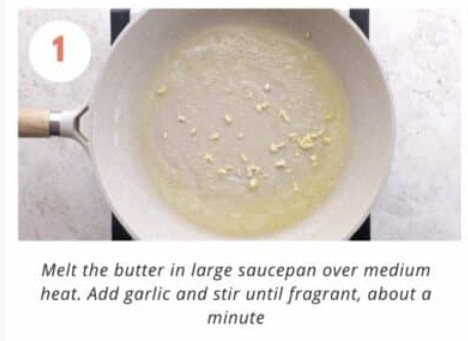 1
Melt the butter in large saucepan over medium
heat. Add garlic and stir until fragrant, about a
minute